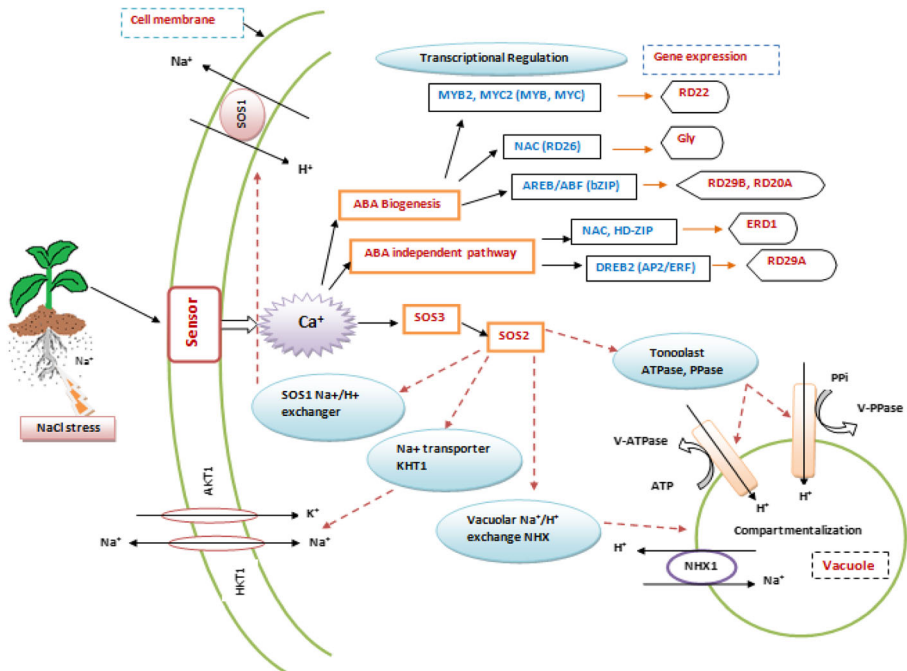 Cell membrane
Na⁺
SOS1
H⁺
Transcriptional Regulation
Gene expression
MYB2, MYC2 (MYB, MYC)
RD22
NAC (RD26)
Gly
ABA Biogenesis
AREB/ABF (bZIP)
RD29B, RD20A
ABA independent pathway
NAC, HD-ZIP
ERD1
DREB2 (AP2/ERF)
RD29A
Sensor
Ca⁺
SOS3
SOS2
Na⁺
NaCl stress
Tonoplast
ATPase, PPase
SOS1 Na+/H+
exchanger
PPi
V-PPase
V-ATPase
ATP
H⁺
H⁺
Na+ transporter
KHT1
AKT1
K⁺
Na⁺
Na⁺
HKT1
Vacuolar Na⁺/H⁺
exchange NHX
Compartmentalization
H⁺
NHX1
Na⁺
Vacuole